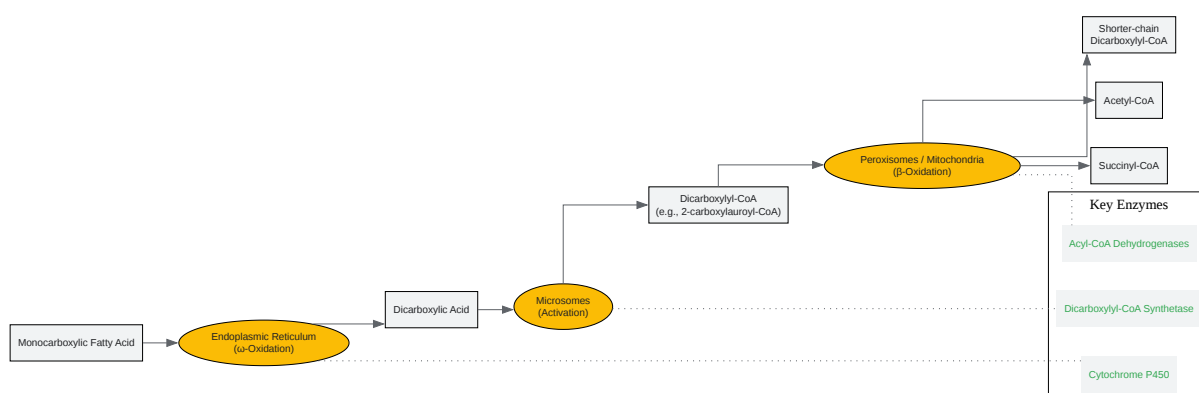 Shorter-chain
Dicarboxylyl-CoA
Acetyl-CoA
Peroxisomes / Mitochondria
(β-Oxidation)
Succinyl-CoA
Dicarboxylyl-CoA
(e.g., 2-carboxylauroyl-CoA)
Key Enzymes
Acyl-CoA Dehydrogenases
Dicarboxylic Acid
Microsomes
(Activation)
Dicarboxylyl-CoA Synthetase
Monocarboxylic Fatty Acid
Endoplasmic Reticulum
(ω-Oxidation)
Cytochrome P450